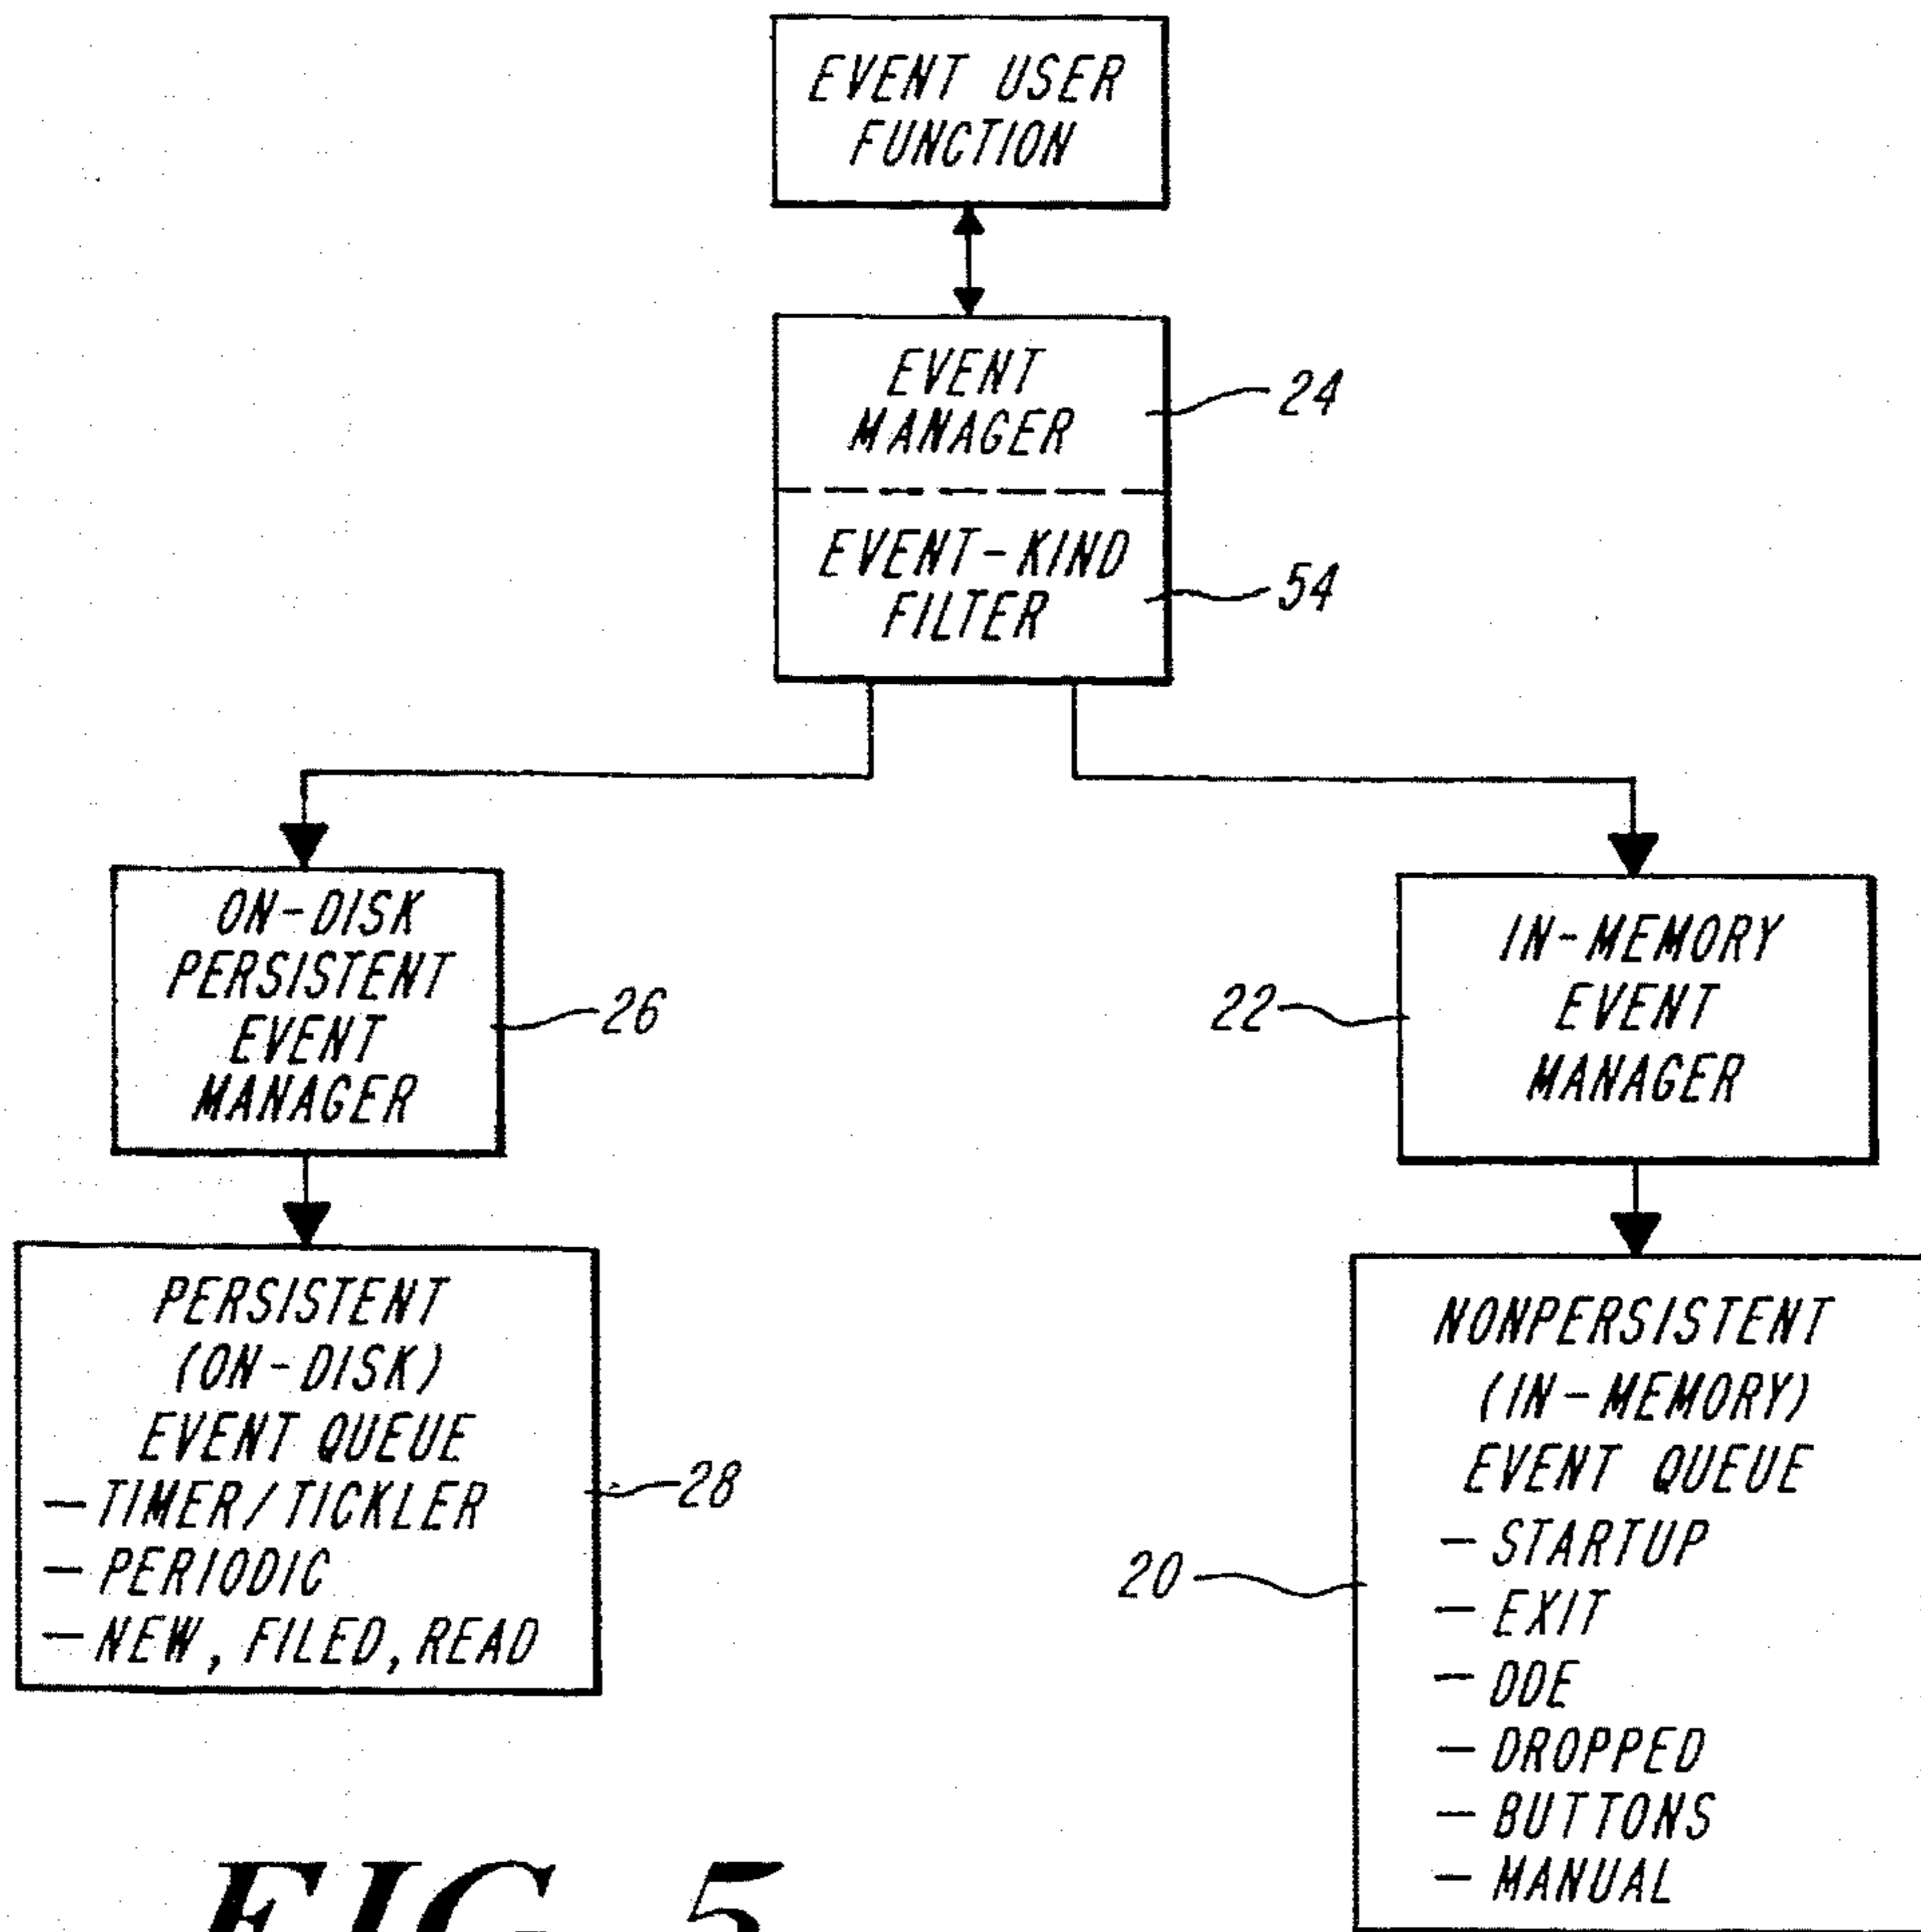 EVENT USER
FUNCTION
EVENT
MANAGER
24
EVENT-KIND
FILTER
54
ON-DISK
PERSISTENT
EVENT
MANAGER
26
IN-MEMORY
EVENT
MANAGER
22
PERSISTENT
(ON-DISK)
EVENT QUEUE
- TIMER/TICKLER
- PERIODIC
- NEW, FILED, READ
28
NONPERSISTENT
(IN-MEMORY)
EVENT QUEUE
- STARTUP
- EXIT
- DDE
- DROPPED
- BUTTONS
- MANUAL
20
FIG. 5